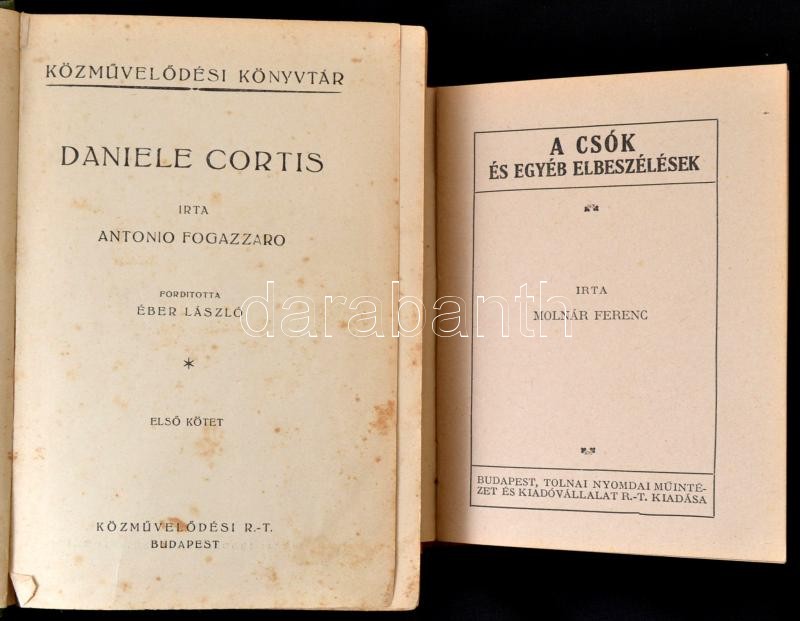 KÖZMŰVELŐDÉSI KÖNYVTÁR
DANIELE CORTIS
IRTA
ANTONIO FOGAZZARO
FORDITOTTA
ÉBER LÁSZLÓ
*
ELSŐ KÖTET
KÖZMŰVELŐDÉSI R.-T.
BUDAPEST
A CSÓK
ÉS EGYÉB ELBESZÉLÉSEK
IRTA
MOLNÁR FERENC
BUDAPEST, TOLNAI NYOMDAI MŰINTÉ-
ZET ÉS KIADÓVÁLLALAT R.-T. KIADÁSA
darabanth